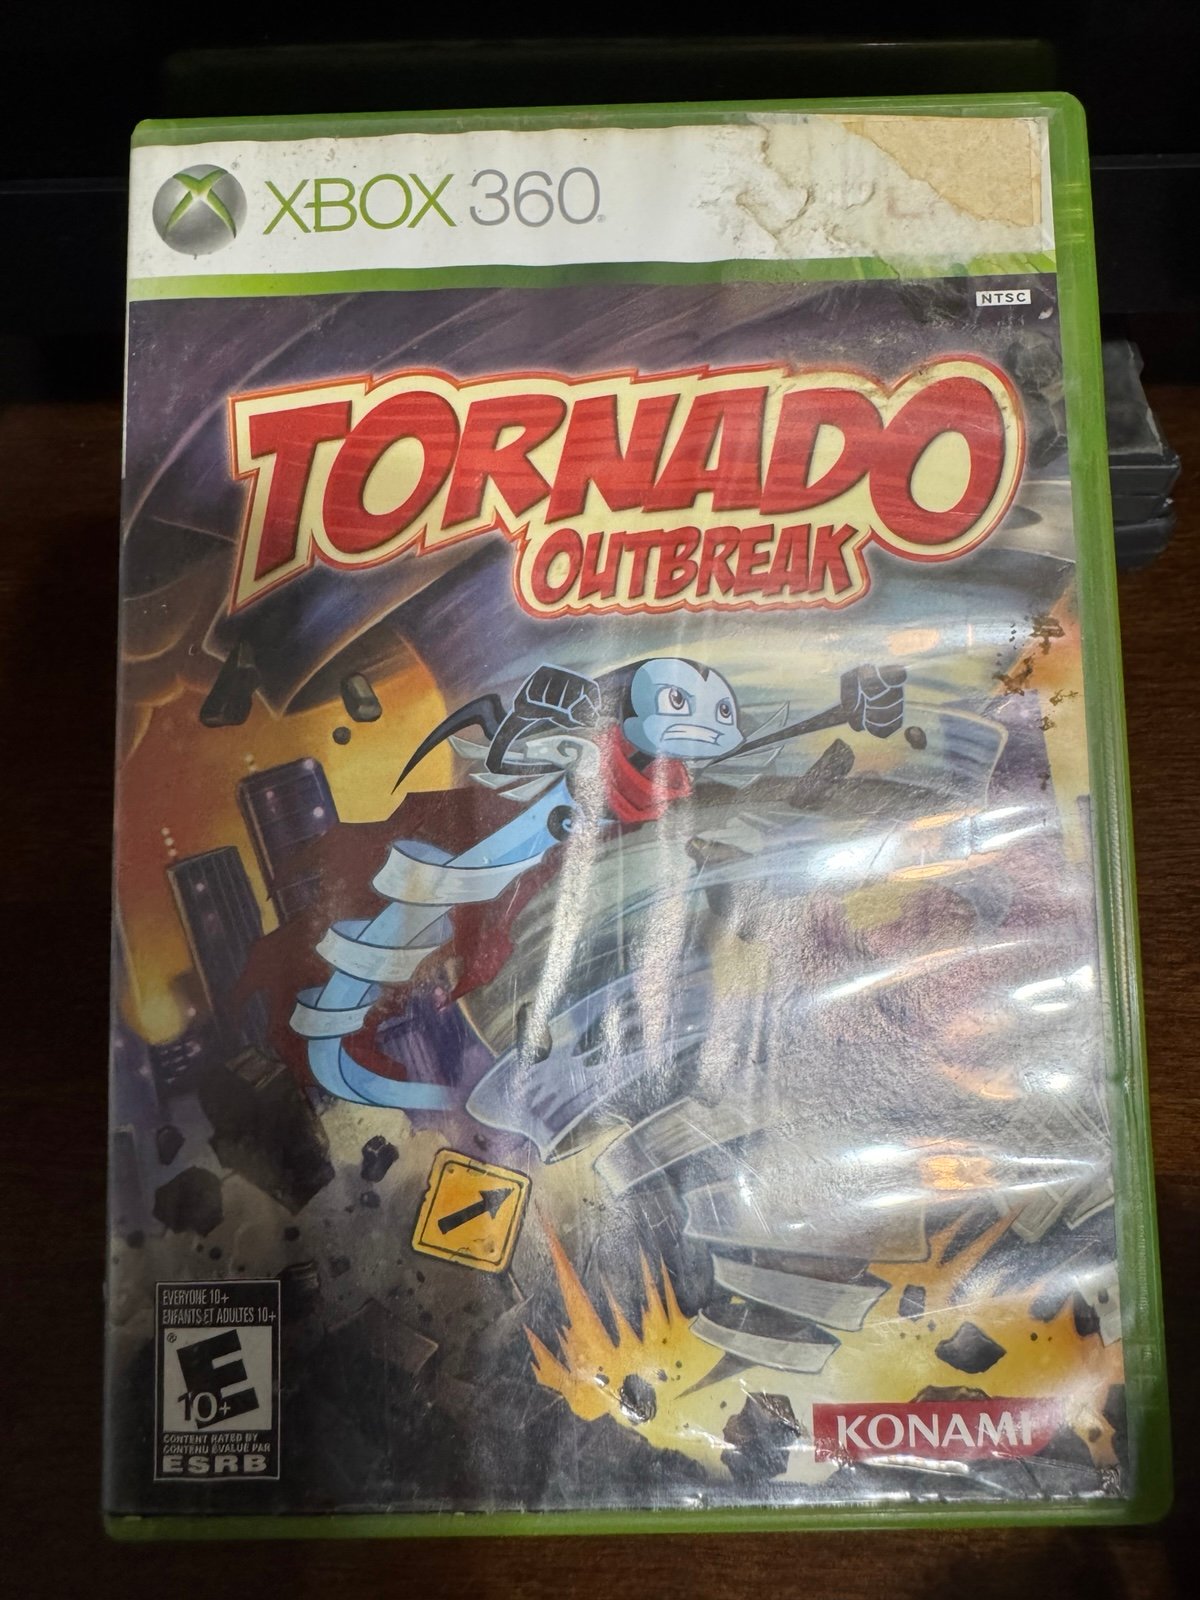 XBOX 360
NTSC
TORNADO
OUTBREAK
EVERYONE 10+
ENFANTS ET ADULTES 10+
E
10+
CONTENT RATED BY
CONTENU ÉVALUÉ PAR
ESRB
KONAMI